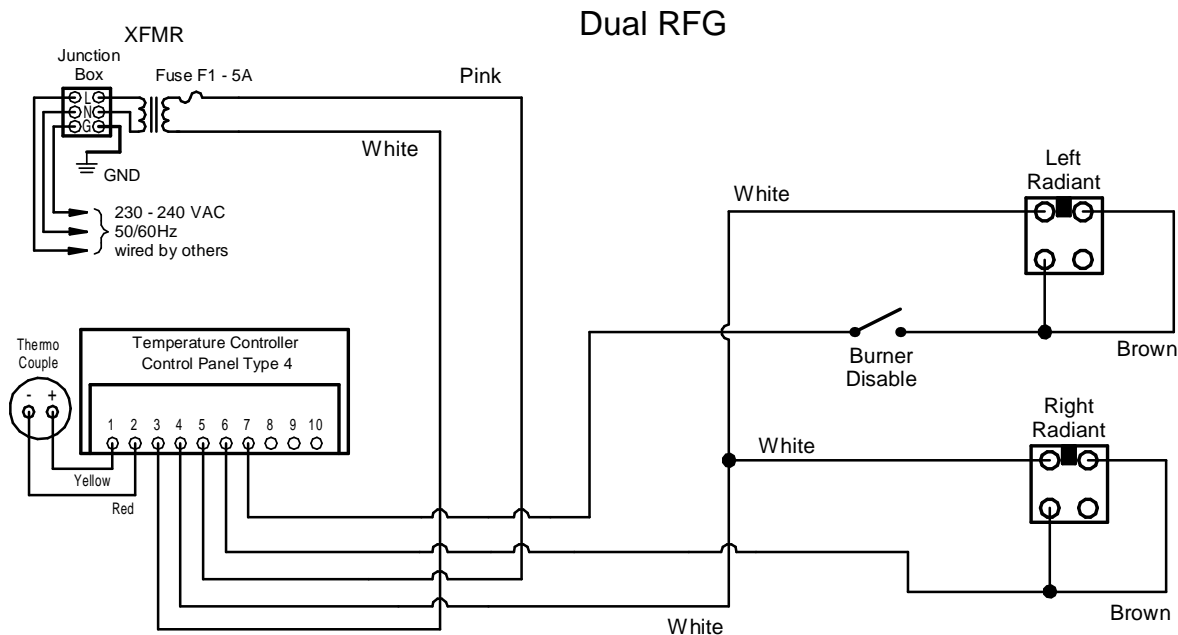 Dual RFG
XFMR
Junction
Box
Fuse F1 - 5A
Pink
L
N
G
White
GND
230 - 240 VAC
50/60Hz
wired by others
Left
Radiant
White
Thermo
Couple
- +
Temperature Controller
Control Panel Type 4
1 2 3 4 5 6 7 8 9 10
Yellow
Red
Burner
Disable
Brown
Right
Radiant
White
Brown
White